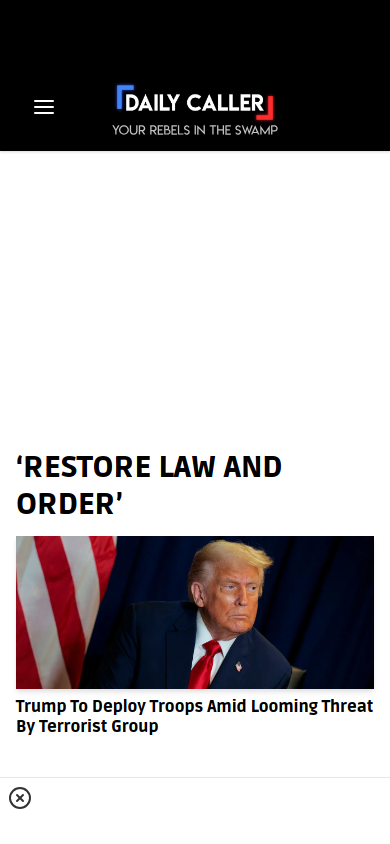 DAILY CALLER
YOUR REBELS IN THE SWAMP
‘RESTORE LAW AND
ORDER’
Trump To Deploy Troops Amid Looming Threat
By Terrorist Group